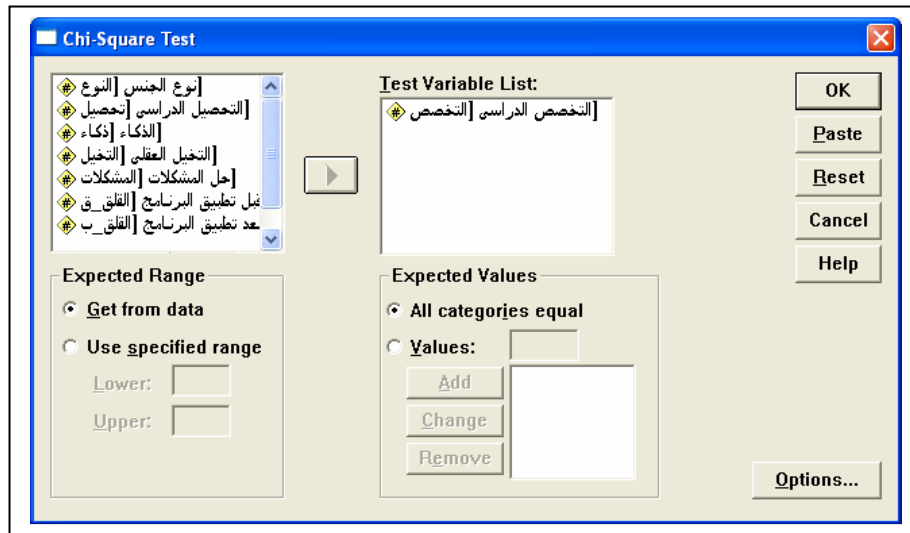 Chi-Square Test
نوع الجنس [النوع]
التحصيل الدراسى [تحصيل]
الذكاء [ذكاء]
التخيل العقلى [التخيل]
حل المشكلات [المشكلات]
قبل تطبيق البرنامج [القلق_ق]
عد تطبيق البرنامج [القلق_ب]
Test Variable List:
التخصص الدراسى [التخصص]
OK
Paste
Reset
Cancel
Help
Expected Range
Get from data
Use specified range
Lower:
Upper:
Expected Values
All categories equal
Values:
Add
Change
Remove
Options...